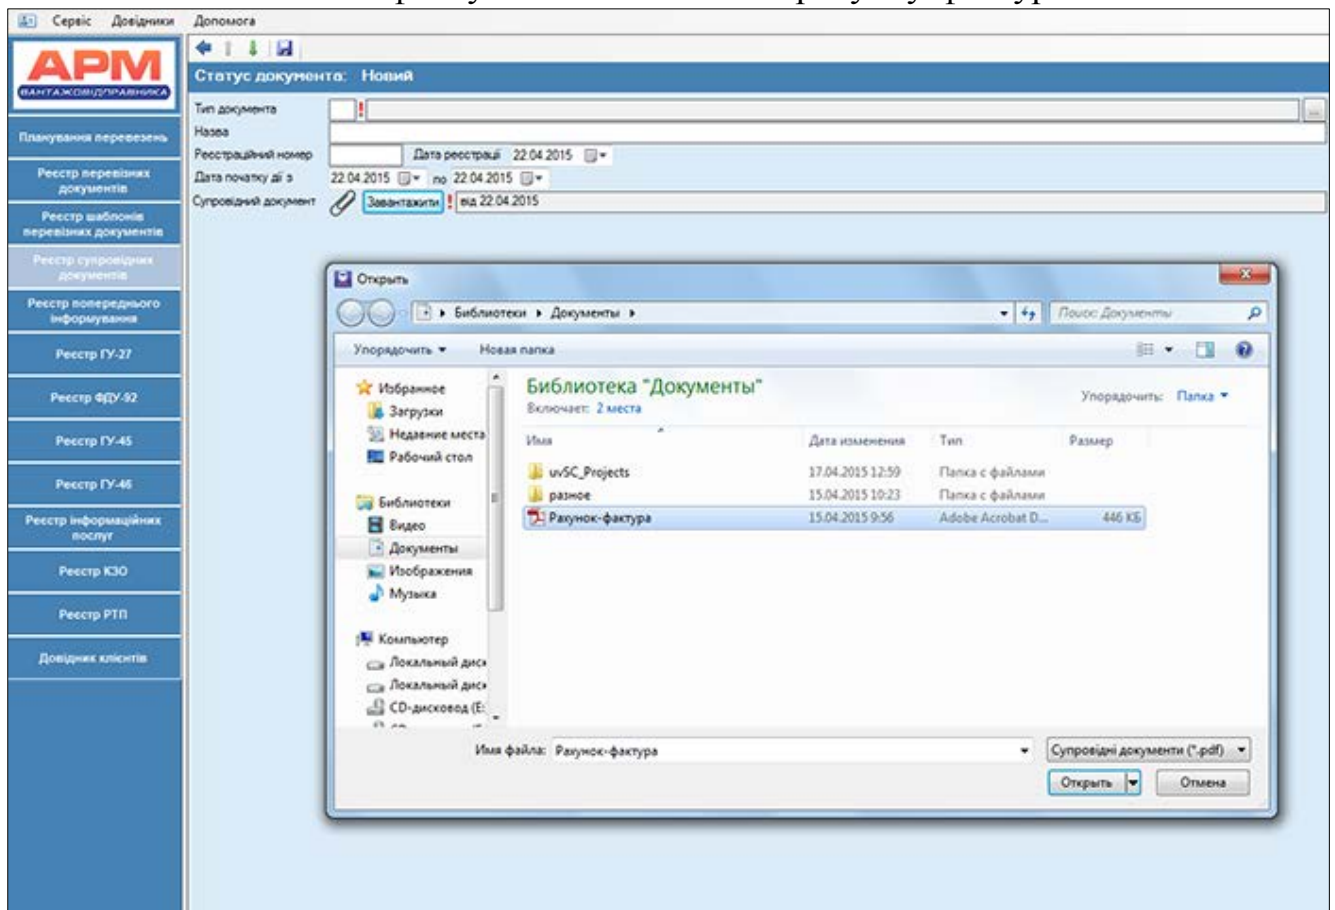 Сервіс Довідники Допомога
АРМ
ВАНТАЖОВІДПРАВНИКА
Статус документа: Новий
Тип документа
Назва
Реєстраційний номер Дата реєстрації 22.04.2015
Дата початку дії з 22.04.2015 по 22.04.2015
Супровідний документ Завантажити ! від 22.04.2015
Планування перевезень
Реєстр перевізних
документів
Реєстр шаблонів
перевізних документів
Реєстр супровідних
документів
Реєстр попереднього
інформування
Реєстр ГУ-27
Реєстр ФДУ-92
Реєстр ГУ-45
Реєстр ГУ-46
Реєстр інформаційних
послуг
Реєстр КЗО
Реєстр РТП
Довідник клієнтів
Открыть
Библиотеки Документы
Поиск: Документы
Упорядочить Новая папка
Избранное
Загрузки
Недавние места
Рабочий стол
Библиотеки
Видео
Документы
Изображения
Музыка
Компьютер
Локальный диск
Локальный диск
CD-дисковод (E:
Библиотека "Документы"
Включает: 2 места
Упорядочить: Папка
Имя Дата изменения Тип Размер
uvSC_Projects 17.04.2015 12:59 Папка с файлами
разное 15.04.2015 10:23 Папка с файлами
Рахунок-фактура 15.04.2015 9:56 Adobe Acrobat D... 446 КБ
Имя файла: Рахунок-фактура Супровідні документи (*.pdf)
Открыть Отмена